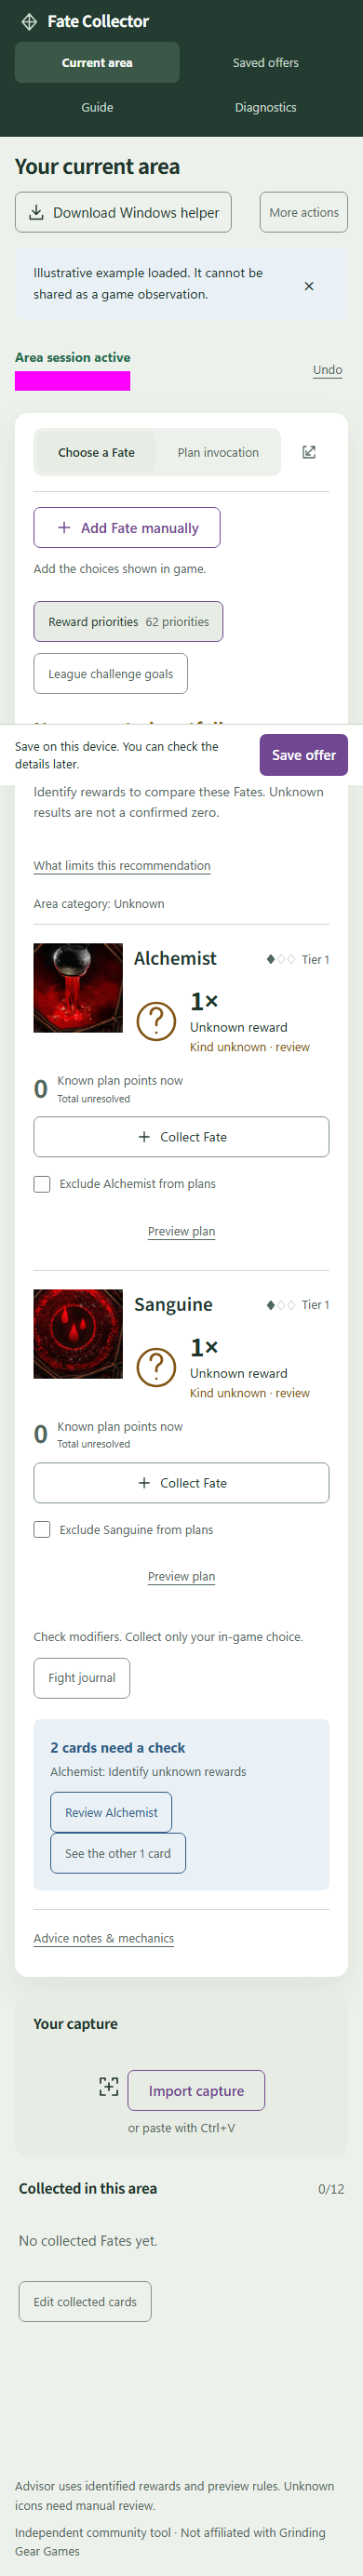 Fate Collector
Current area
Saved offers
Guide
Diagnostics
Your current area
Download Windows helper
More actions
Illustrative example loaded. It cannot be
shared as a game observation.
Area session active
Undo
Choose a Fate
Plan invocation
Add Fate manually
Add the choices shown in game.
Reward priorities 62 priorities
League challenge goals
Save on this device. You can check the
details later.
Save offer
Identify rewards to compare these Fates. Unknown
results are not a confirmed zero.
What limits this recommendation
Area category: Unknown
Alchemist
Tier 1
1×
Unknown reward
Kind unknown · review
0
Known plan points now
Total unresolved
Collect Fate
Exclude Alchemist from plans
Preview plan
Sanguine
Tier 1
1×
Unknown reward
Kind unknown · review
0
Known plan points now
Total unresolved
Collect Fate
Exclude Sanguine from plans
Preview plan
Check modifiers. Collect only your in-game choice.
Fight journal
2 cards need a check
Alchemist: Identify unknown rewards
Review Alchemist
See the other 1 card
Advice notes & mechanics
Your capture
Import capture
or paste with Ctrl+V
Collected in this area
0/12
No collected Fates yet.
Edit collected cards
Advisor uses identified rewards and preview rules. Unknown
icons need manual review.
Independent community tool · Not affiliated with Grinding
Gear Games